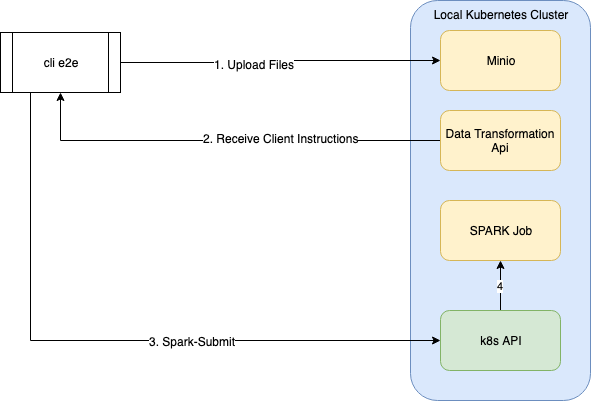 Local Kubernetes Cluster
cli e2e
1. Upload Files
Minio
2. Receive Client Instructions
Data Transformation
Api
SPARK Job
4
3. Spark-Submit
k8s API